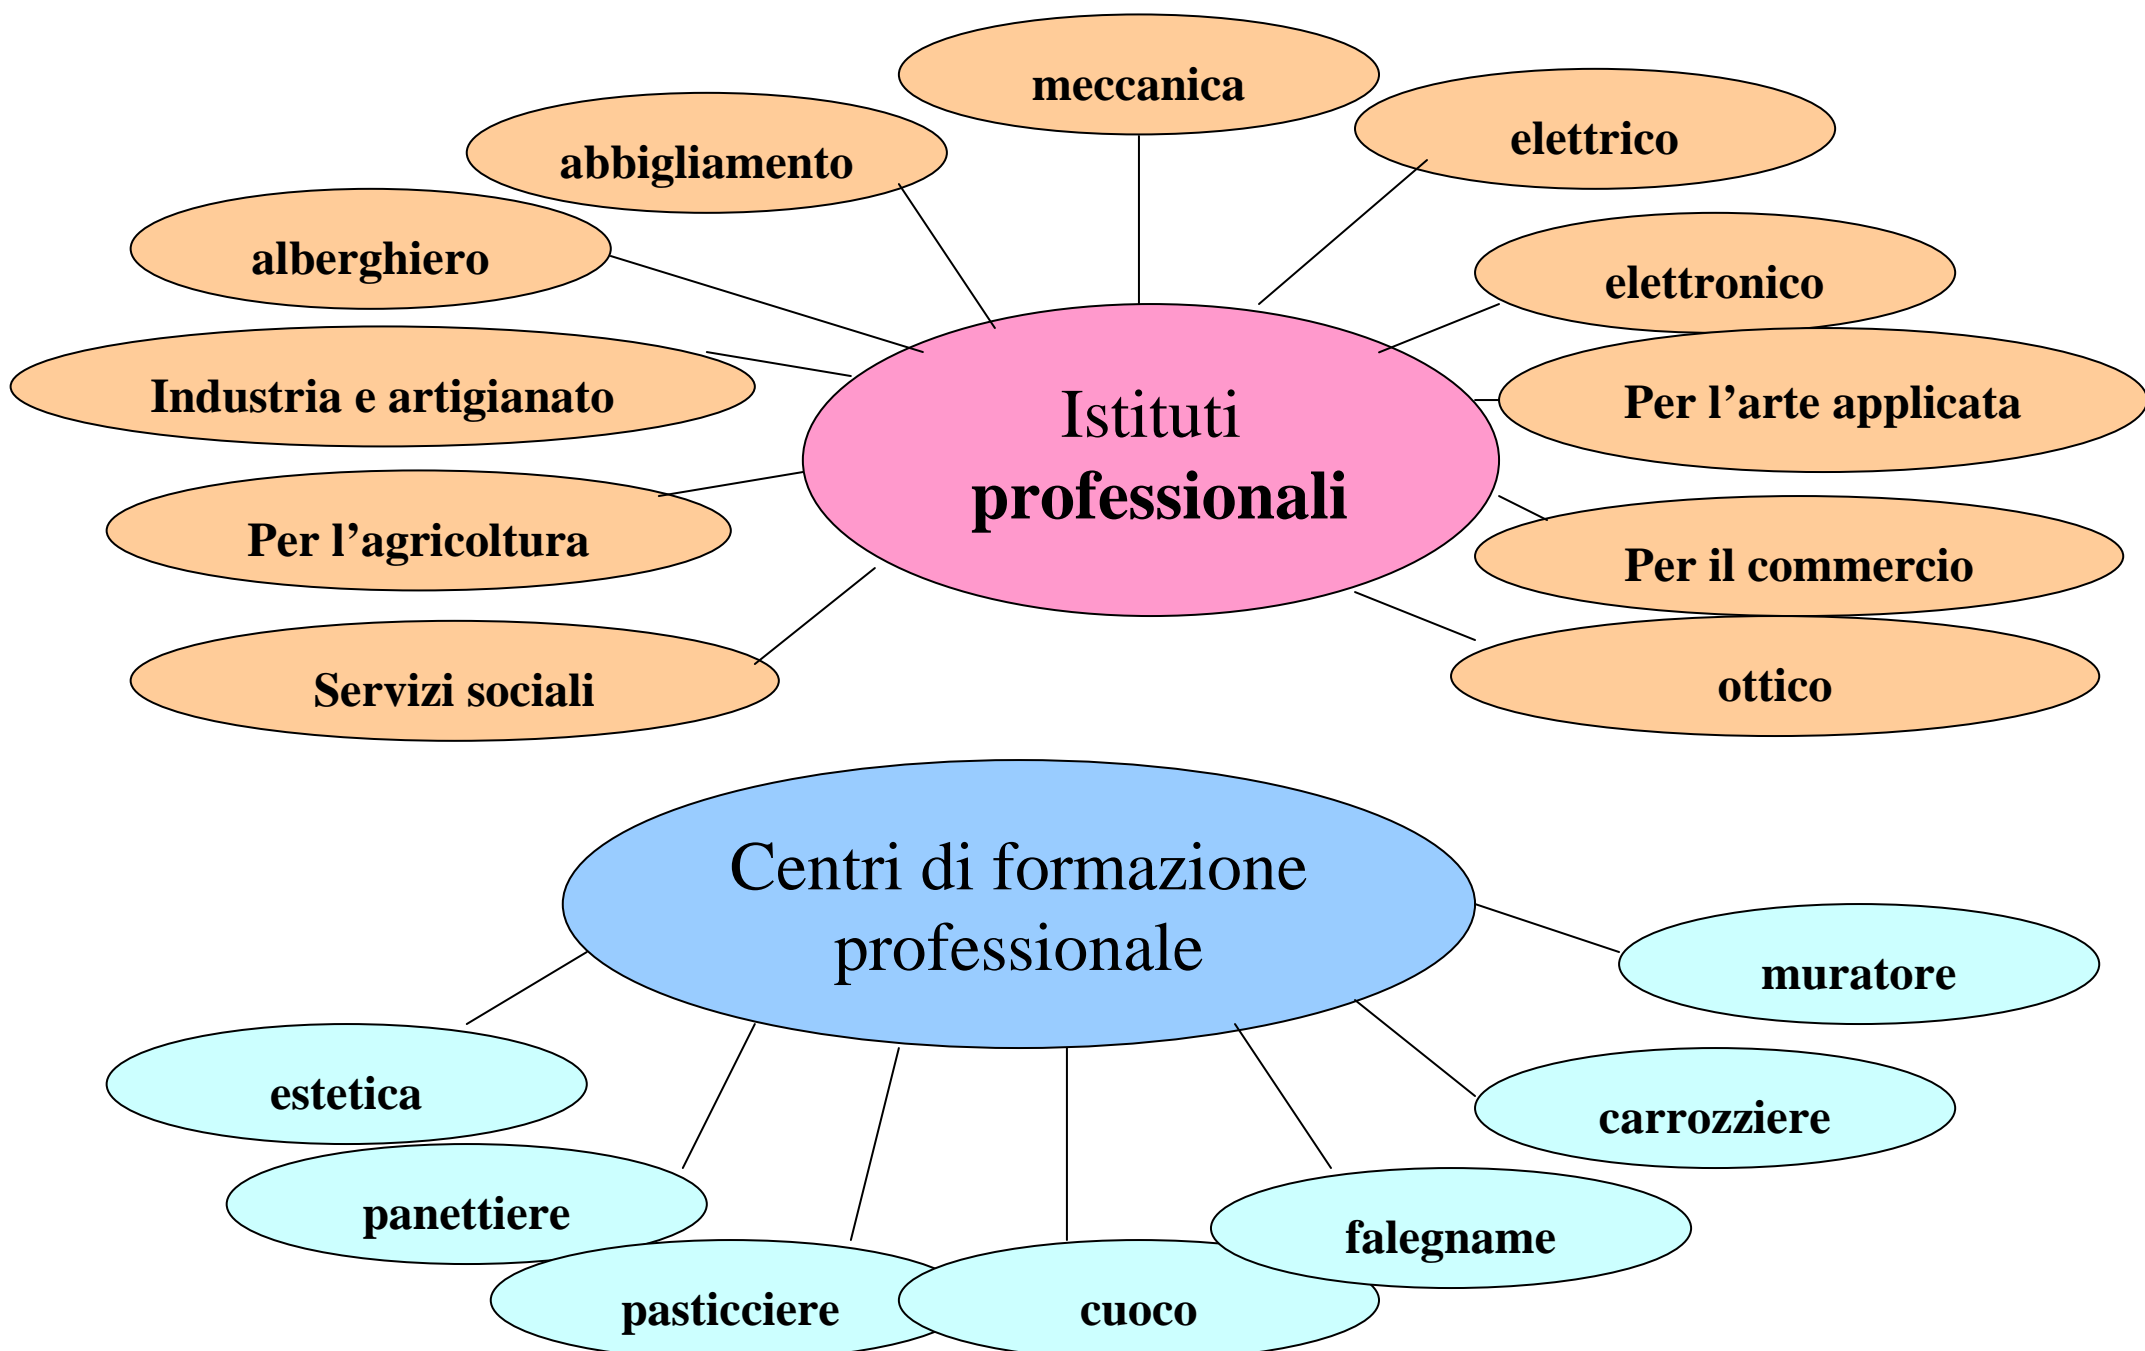 meccanica
elettrico
abbigliamento
alberghiero
elettronico
Industria e artigianato
Istituti
professionali
Per l’arte applicata
Per l’agricoltura
Per il commercio
Servizi sociali
ottico
Centri di formazione
professionale
muratore
estetica
carrozziere
panettiere
falegname
pasticciere
cuoco